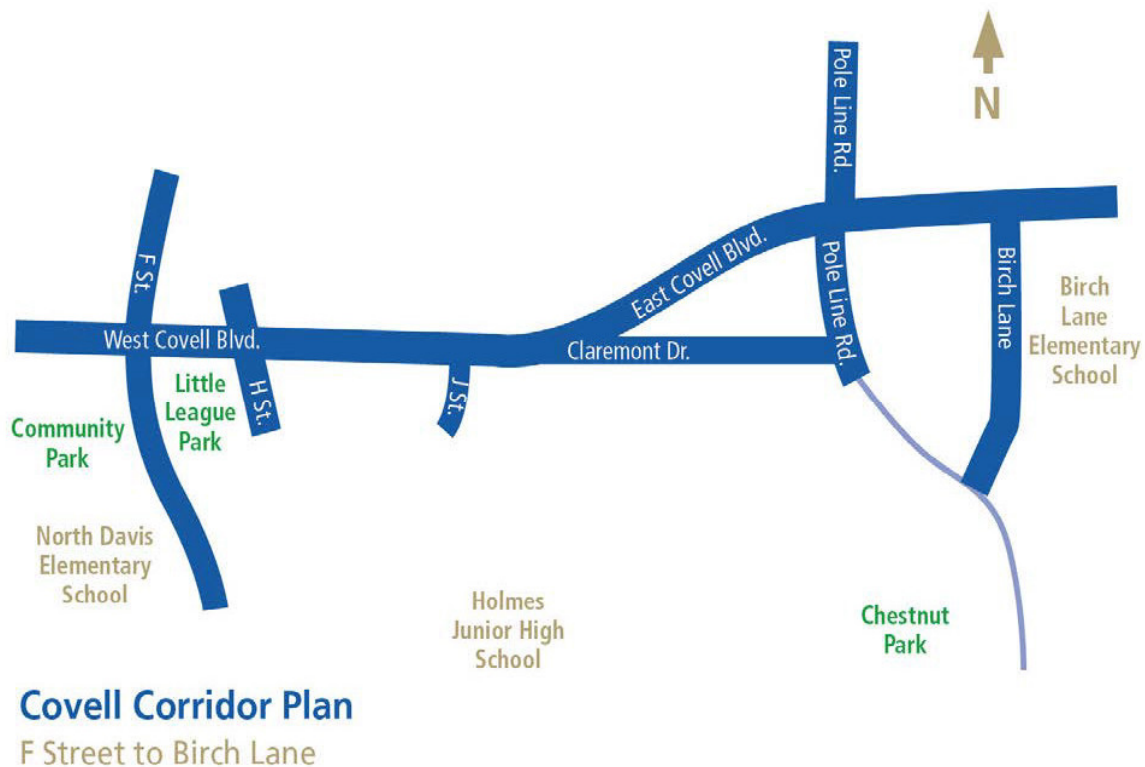 N
Pole Line Rd.
F St.
West Covell Blvd.
H St.
J St.
East Covell Blvd.
Claremont Dr.
Pole Line Rd.
Birch Lane
Birch
Lane
Elementary
School
Little
League
Park
Community
Park
North Davis
Elementary
School
Holmes
Junior High
School
Chestnut
Park
Covell Corridor Plan
F Street to Birch Lane